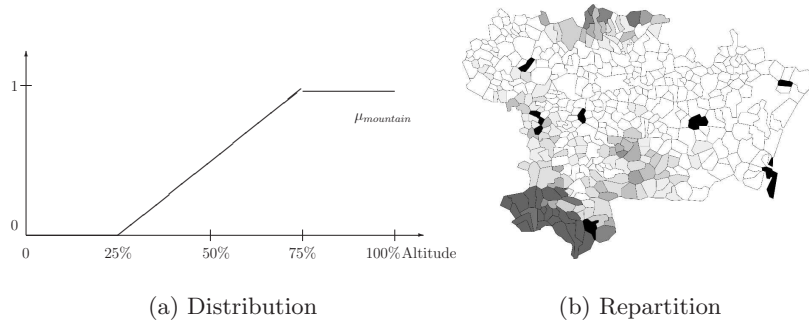 1
μmountain
0
0 25% 50% 75% 100% Altitude
(a) Distribution
(b) Repartition